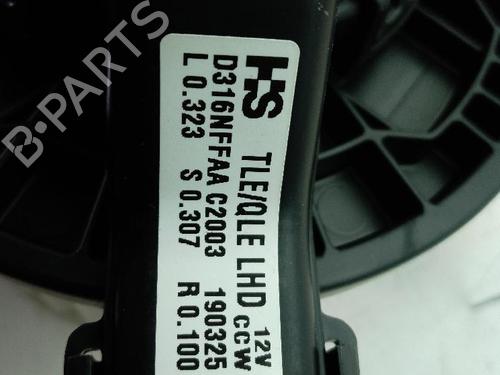 HS TLE/QLE LHD 12V CCW
D316NFFAA C2003 190325
L 0.323 S 0.307 R 0.100
B-PARTS